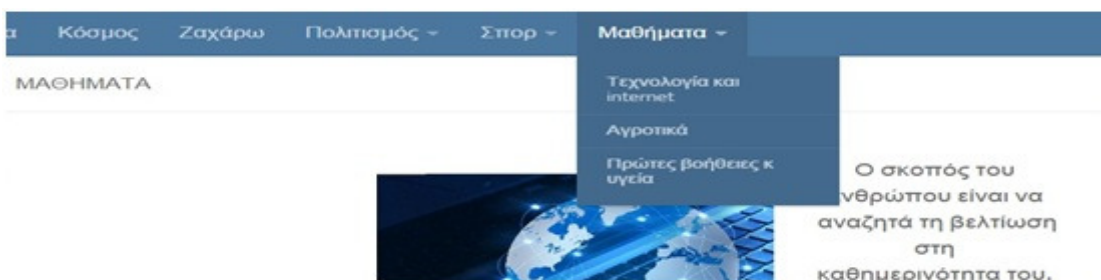 Κόσμος Ζαχάρω Πολιτισμός Σπορ Μαθήματα
ΜΑΘΗΜΑΤΑ
Τεχνολογία και
internet
Αγροτικά
Πρώτες βοήθειες κ
υγεία
Ο σκοπός του
νθρώπου είναι να
αναζητά τη βελτίωση
στη
καθημερινότητα του,